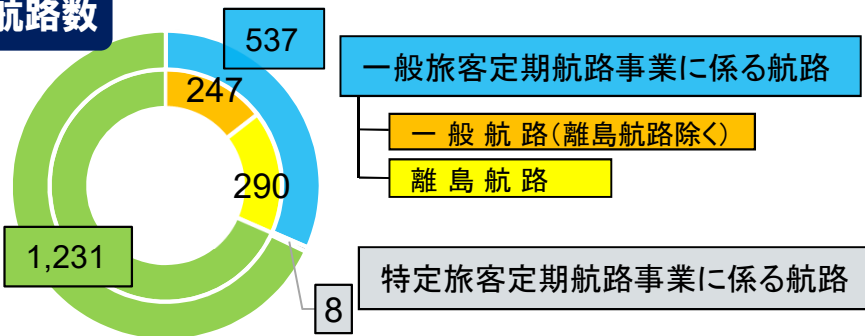 航路数
537
一般旅客定期航路事業に係る航路
247
一 般 航 路（離島航路除く）
離 島 航 路
290
1,231
特定旅客定期航路事業に係る航路
8